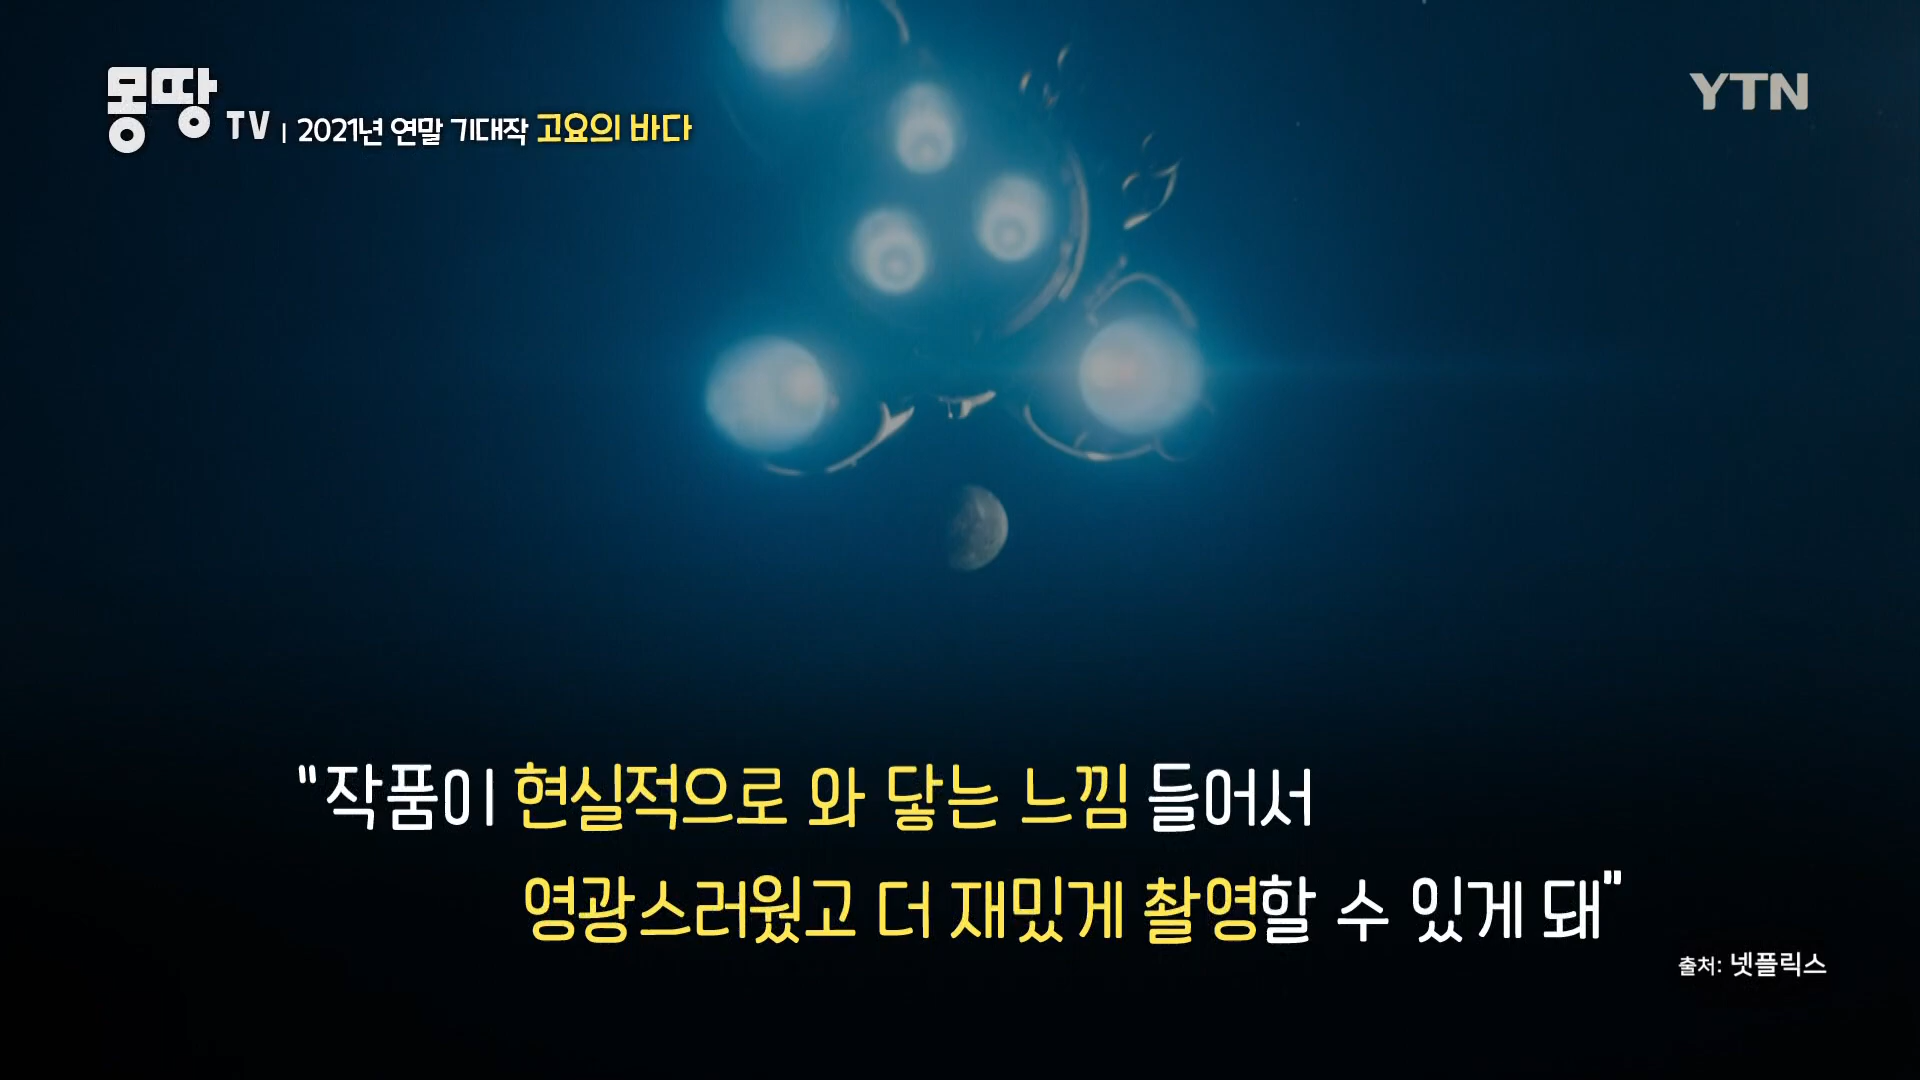 몽땅TV | 2021년 연말 기대작 고요의 바다
YTN
"작품이 현실적으로 와 닿는 느낌 들어서
영광스러웠고 더 재밌게 촬영할 수 있게 돼"
출처: 넷플릭스